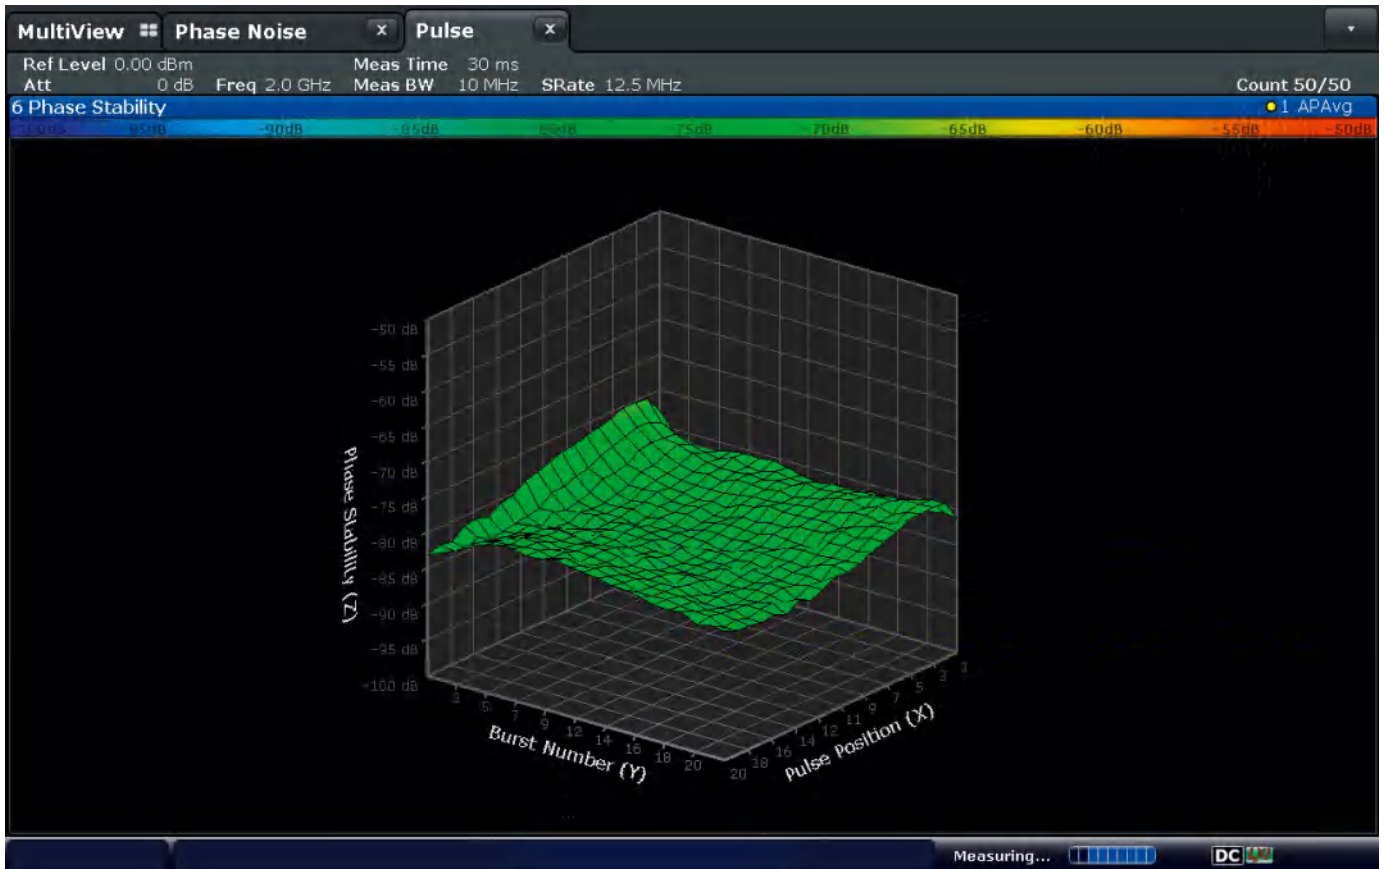 MultiView Phase Noise x Pulse x
Ref Level 0.00 dBm Meas Time 30 ms
Att 0 dB Freq 2.0 GHz Meas BW 10 MHz SRate 12.5 MHz Count 50/50
6 Phase Stability 1 APAvg
-90dB -85dB -75dB -70dB -65dB -60dB -55dB -50dB
-50 dB
-55 dB
-60 dB
-65 dB
-70 dB
-75 dB
-80 dB
-85 dB
-90 dB
-95 dB
-100 dB
Phase Stability (Z)
3 5 7 9 12 14 16 18 20
Burst Number (Y)
20 18 16 14 12 11 9 7 5 3 1
Pulse Position (X)
Measuring... DC